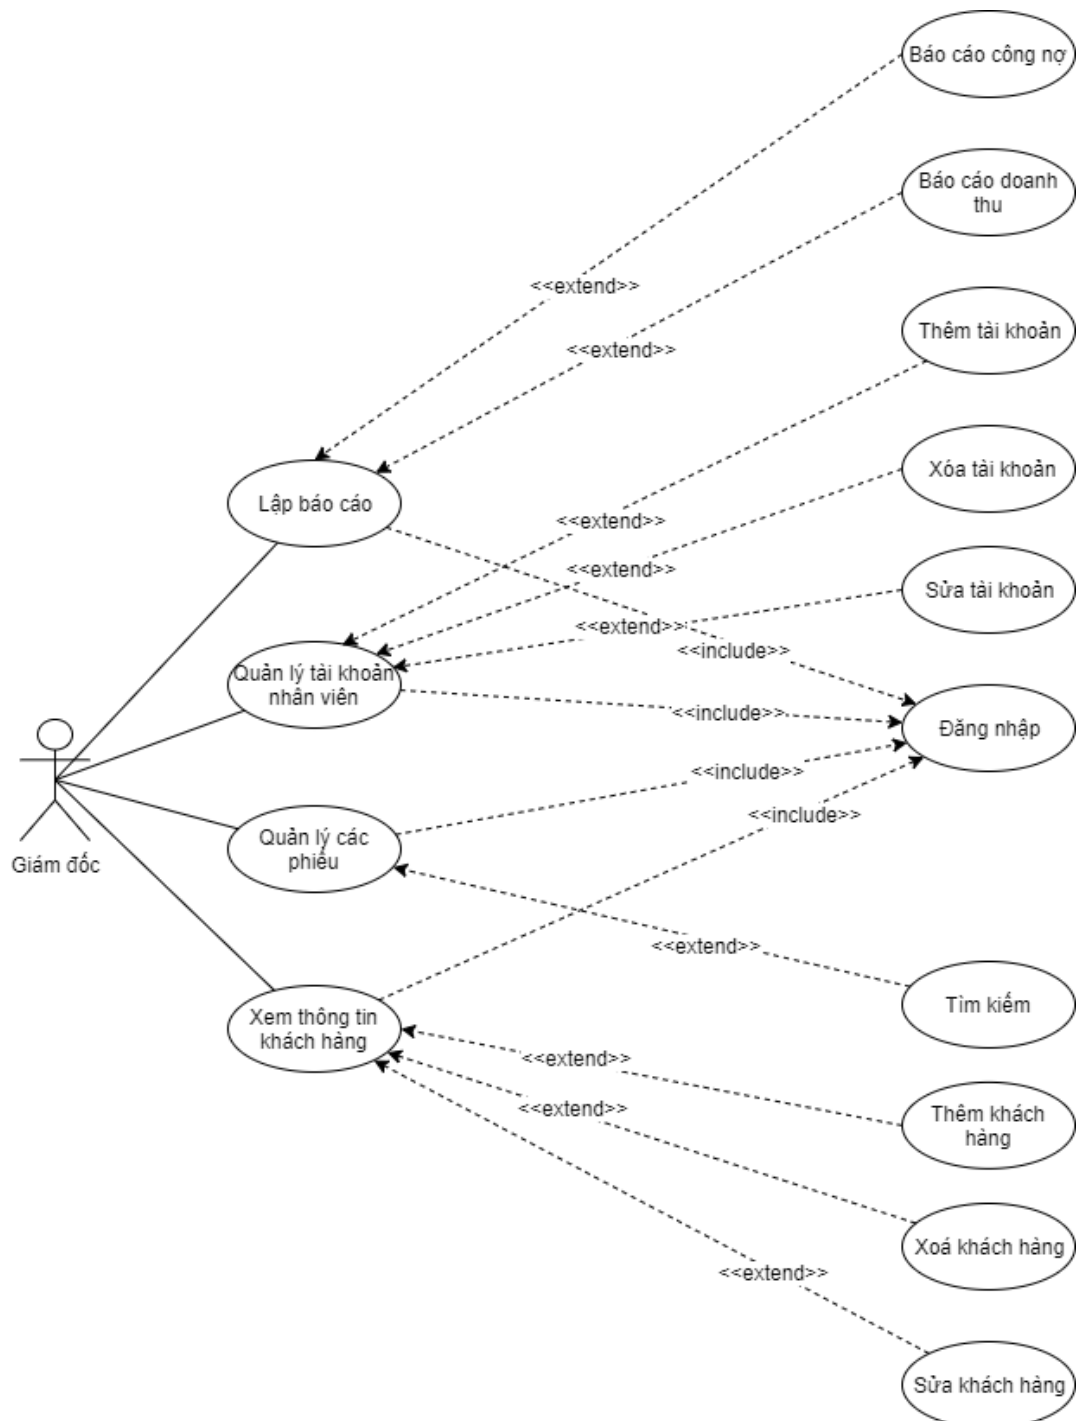 Báo cáo công nợ
Báo cáo doanh
thu
<<extend>>
Thêm tài khoản
<<extend>>
Xóa tài khoản
Lập báo cáo
<<extend>>
<<extend>>
Sửa tài khoản
<<extend>>
<<include>>
Quản lý tài khoản
nhân viên
<<include>>
Đăng nhập
<<include>>
<<include>>
Quản lý các
phiếu
Giám đốc
<<extend>>
Tìm kiếm
Xem thông tin
khách hàng
<<extend>>
<<extend>>
Thêm khách
hàng
Xoá khách hàng
<<extend>>
Sửa khách hàng